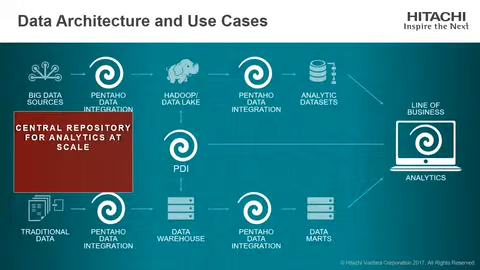 Data Architecture and Use Cases
HITACHI
Inspire the Next
BIG DATA
SOURCES
PENTAHO
DATA
INTEGRATION
HADOOP/
DATA LAKE
PENTAHO
DATA
INTEGRATION
ANALYTIC
DATASETS
LINE OF
BUSINESS
CENTRAL REPOSITORY
FOR ANALYTICS AT
SCALE
PDI
ANALYTICS
TRADITIONAL
DATA
PENTAHO
DATA
INTEGRATION
DATA
WAREHOUSE
PENTAHO
DATA
INTEGRATION
DATA
MARTS
© Hitachi Vantara Corporation 2017. All Rights Reserved